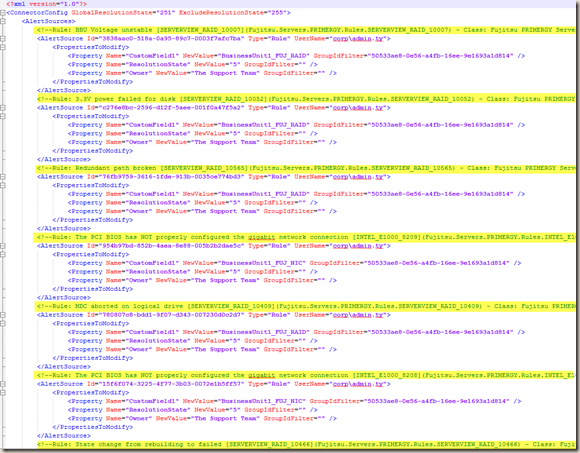 <?xml version="1.0"?>
<ConnectorConfig GlobalResolutionState="251" ExcludeResolutionState="255">
<AlertSources>
<!--Rule: BBU Voltage unstable [SERVERVIEW_RAID_10007](Fujitsu.Servers.PRIMERGY.Rules.SERVERVIEW_RAID_10007) - Class: Fujitsu PRIMERGY Serve
<AlertSource Id="3838aac0-518a-0a95-89c7-0003f7afc7ba" Type="Rule" UserName="corp\admin.ty">
<PropertiesToModify>
<Property Name="CustomField1" NewValue="BusinessUnit1_FUJ_RAID" GroupIdFilter="50533ae8-0e56-a4fb-16ee-9e1693a1d814" />
<Property Name="ResolutionState" NewValue="5" GroupIdFilter="" />
<Property Name="Owner" NewValue="The Support Team" GroupIdFilter="" />
</PropertiesToModify>
</AlertSource>
<!--Rule: 3.3V power failed for disk [SERVERVIEW_RAID_10052](Fujitsu.Servers.PRIMERGY.Rules.SERVERVIEW_RAID_10052) - Class: Fujitsu PRIMERGY
<AlertSource Id="c276e8bc-2596-d12f-5aee-001f0a47f5a2" Type="Rule" UserName="corp\admin.ty">
<PropertiesToModify>
<Property Name="CustomField1" NewValue="BusinessUnit1_FUJ_RAID" GroupIdFilter="50533ae8-0e56-a4fb-16ee-9e1693a1d814" />
<Property Name="ResolutionState" NewValue="5" GroupIdFilter="" />
<Property Name="Owner" NewValue="The Support Team" GroupIdFilter="" />
</PropertiesToModify>
</AlertSource>
<!--Rule: Redundant path broken [SERVERVIEW_RAID_10565](Fujitsu.Servers.PRIMERGY.Rules.SERVERVIEW_RAID_10565) - Class: Fujitsu PRIMERGY Serv
<AlertSource Id="76fb9759-3616-1fde-913b-0035ce774bd3" Type="Rule" UserName="corp\admin.ty">
<PropertiesToModify>
<Property Name="CustomField1" NewValue="BusinessUnit1_FUJ_RAID" GroupIdFilter="50533ae8-0e56-a4fb-16ee-9e1693a1d814" />
<Property Name="ResolutionState" NewValue="5" GroupIdFilter="" />
<Property Name="Owner" NewValue="The Support Team" GroupIdFilter="" />
</PropertiesToModify>
</AlertSource>
<!--Rule: The PCI BIOS has NOT properly configured the gigabit network connection [INTEL_E1000_8209](Fujitsu.Servers.PRIMERGY.Rules.INTEL_E1
<AlertSource Id="954b97bd-852b-4aea-8e88-005b2b2dae5c" Type="Rule" UserName="corp\admin.ty">
<PropertiesToModify>
<Property Name="CustomField1" NewValue="BusinessUnit1_FUJ_NIC" GroupIdFilter="50533ae8-0e56-a4fb-16ee-9e1693a1d814" />
<Property Name="ResolutionState" NewValue="5" GroupIdFilter="" />
<Property Name="Owner" NewValue="The Support Team" GroupIdFilter="" />
</PropertiesToModify>
</AlertSource>
<!--Rule: MDC aborted on logical drive [SERVERVIEW_RAID_10409](Fujitsu.Servers.PRIMERGY.Rules.SERVERVIEW_RAID_10409) - Class: Fujitsu PRIMER
<AlertSource Id="780807c8-bdd1-9f07-d343-007230d0c2d7" Type="Rule" UserName="corp\admin.ty">
<PropertiesToModify>
<Property Name="CustomField1" NewValue="BusinessUnit1_FUJ_RAID" GroupIdFilter="50533ae8-0e56-a4fb-16ee-9e1693a1d814" />
<Property Name="ResolutionState" NewValue="5" GroupIdFilter="" />
<Property Name="Owner" NewValue="The Support Team" GroupIdFilter="" />
</PropertiesToModify>
</AlertSource>
<!--Rule: The PCI BIOS has NOT properly configured the gigabit network connection [INTEL_E1000_8208](Fujitsu.Servers.PRIMERGY.Rules.INTEL_E1
<AlertSource Id="15f6f074-3225-4f77-3b03-0072e1b5ff57" Type="Rule" UserName="corp\admin.ty">
<PropertiesToModify>
<Property Name="CustomField1" NewValue="BusinessUnit1_FUJ_NIC" GroupIdFilter="50533ae8-0e56-a4fb-16ee-9e1693a1d814" />
<Property Name="ResolutionState" NewValue="5" GroupIdFilter="" />
<Property Name="Owner" NewValue="The Support Team" GroupIdFilter="" />
</PropertiesToModify>
</AlertSource>
<!--Rule: State change from rebuilding to failed [SERVERVIEW_RAID_10466](Fujitsu.Servers.PRIMERGY.Rules.SERVERVIEW_RAID_10466) - Class: Fuji